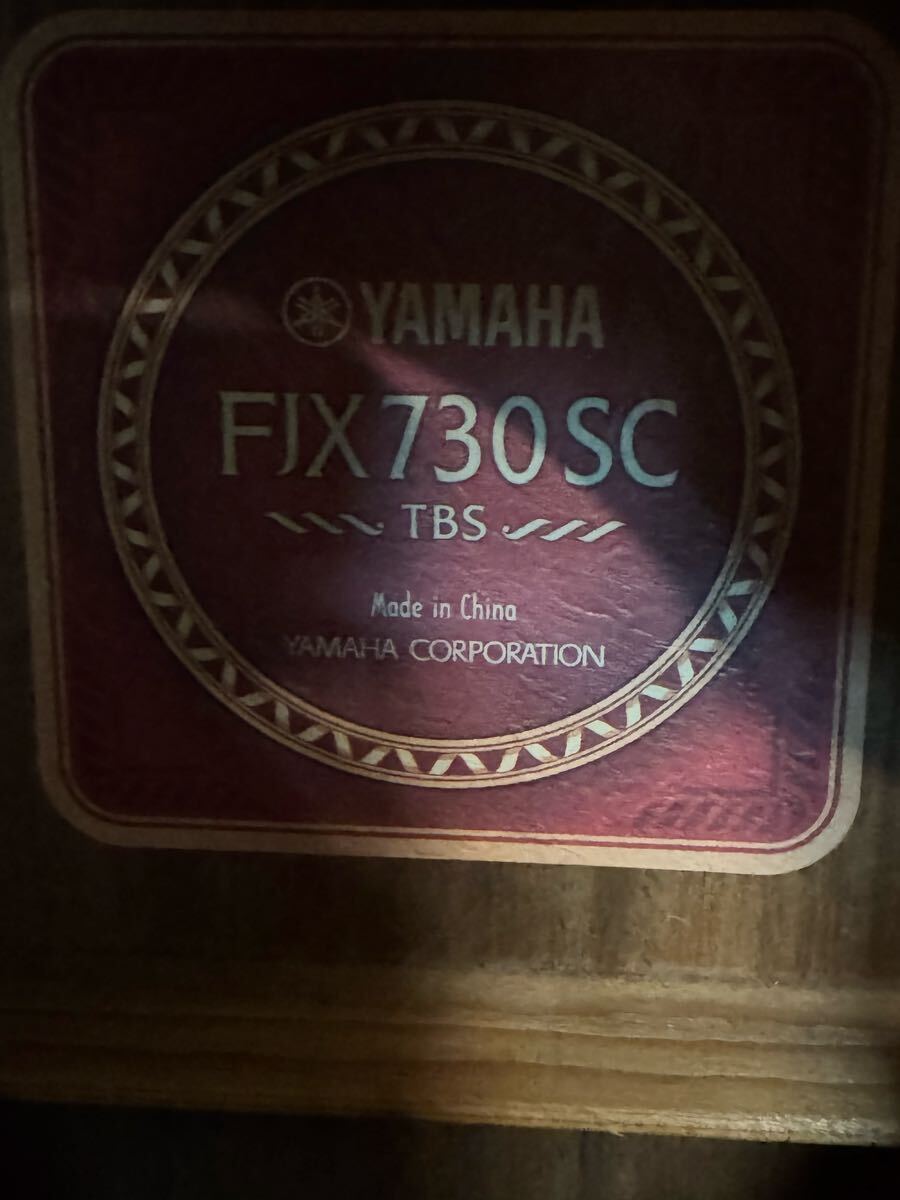 YAMAHA
FJX730SC
TBS
Made in China
YAMAHA CORPORATION